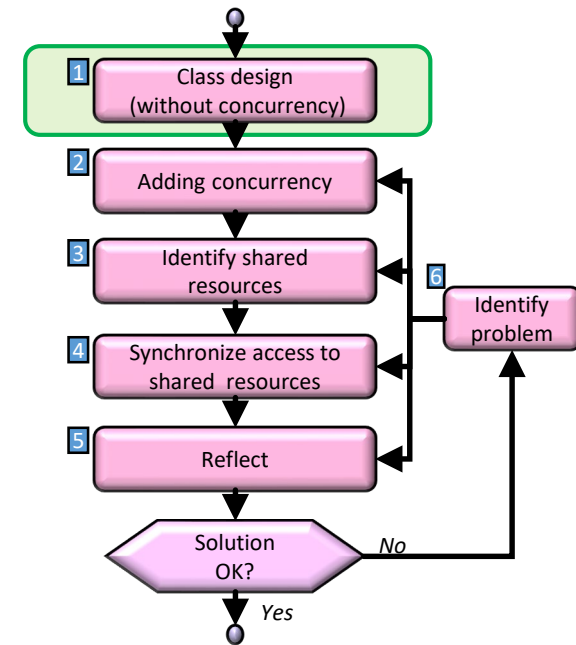 1
Class design
(without concurrency)
2
Adding concurrency
3
Identify shared
resources
6
Identify
problem
4
Synchronize access to
shared resources
5
Reflect
Solution
OK?
No
Yes